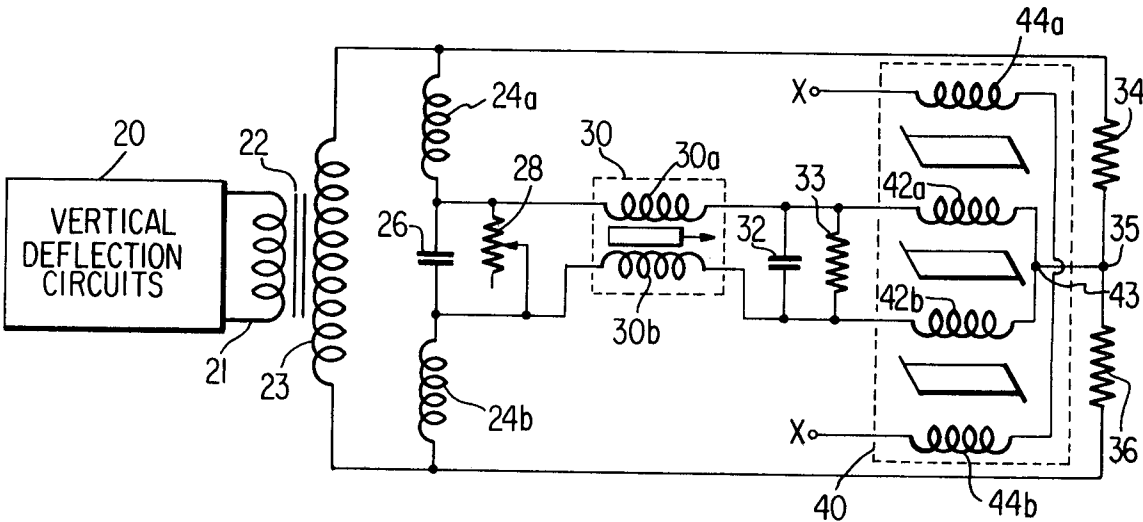 44a
X
34
20
22
24a
30
30a
28
33
42a
VERTICAL
DEFLECTION
CIRCUITS
26
32
35
42b
43
21
23
30b
24b
X
36
40
44b